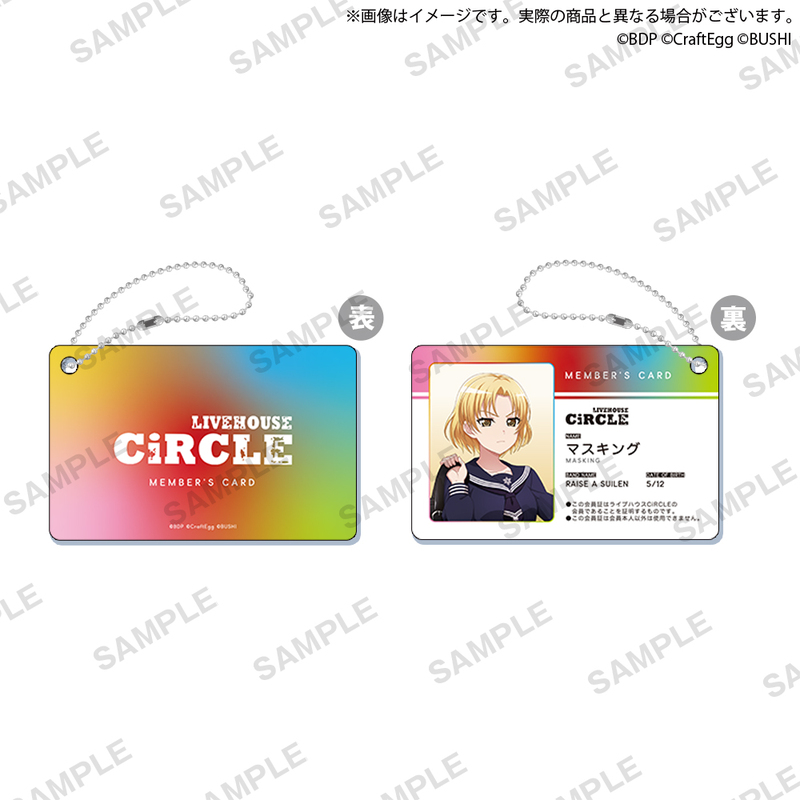 ※画像はイメージです。実際の商品と異なる場合がございます。
©BDP ©CraftEgg ©BUSHI
SAMPLE
表
裏
LIVEHOUSE
CiRCLE
MEMBER'S CARD
©BDP ©CraftEgg ©BUSHI
MEMBER'S CARD
LIVEHOUSE
CiRCLE
NAME
マスキング
MASKING
BAND NAME DATE OF BIRTH
RAISE A SUILEN 5/12
●この会員証はライブハウスCiRCLEの
会員であることを証明するものです。
●この会員証は会員本人以外は使用できません。